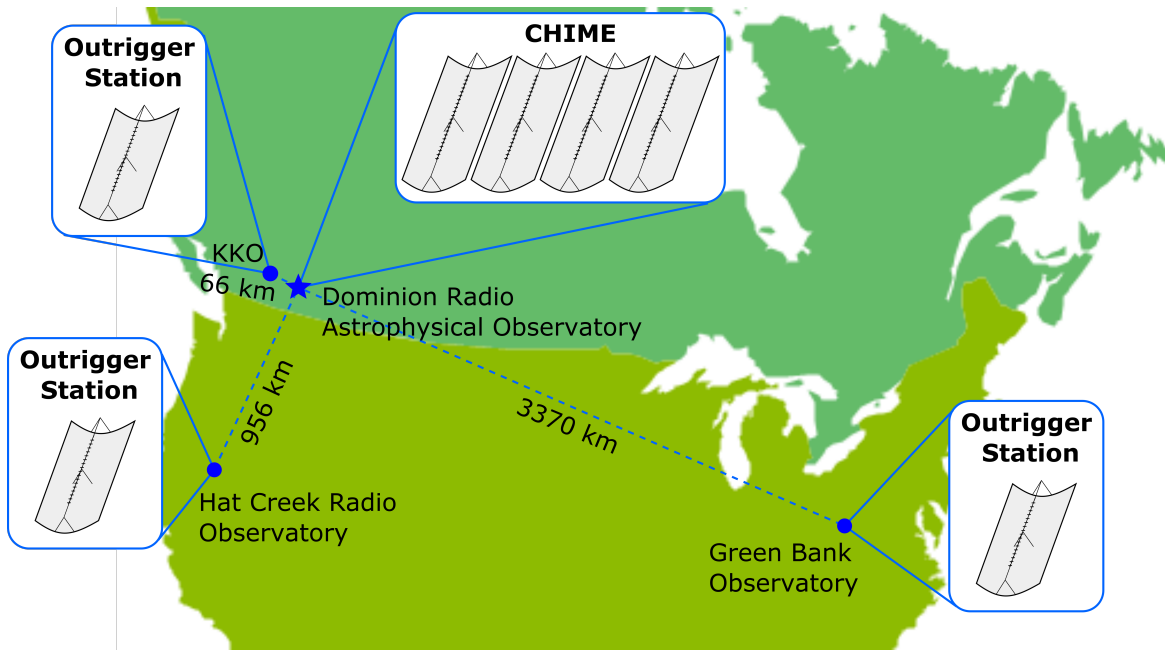 Outrigger
Station
CHIME
KKO
66 km
Dominion Radio
Astrophysical Observatory
Outrigger
Station
956 km
3370 km
Hat Creek Radio
Observatory
Outrigger
Station
Green Bank
Observatory